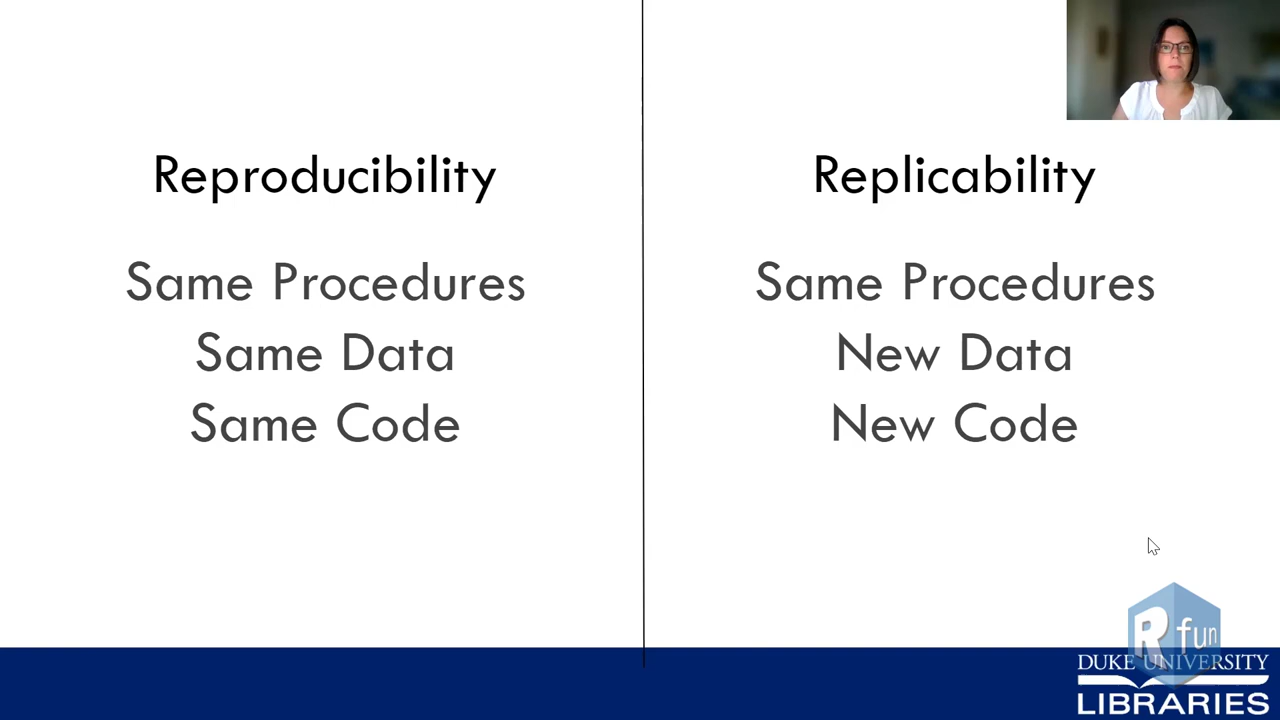 Reproducibility
Same Procedures
Same Data
Same Code
Replicability
Same Procedures
New Data
New Code
R fun
DUKE UNIVERSITY
LIBRARIES